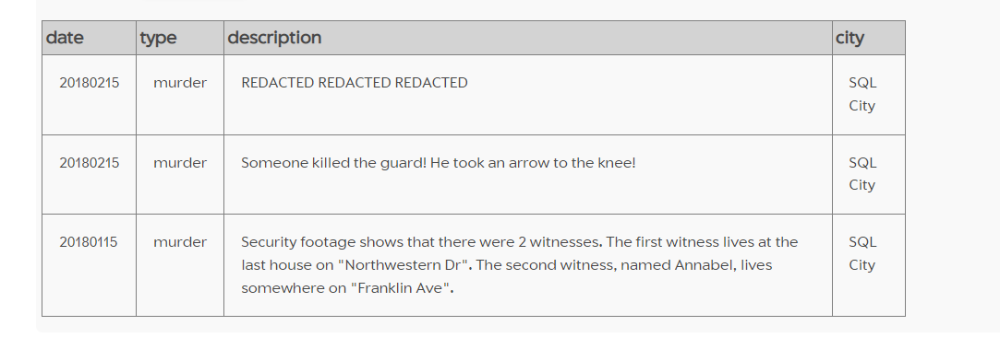 date type description city
20180215 murder REDACTED REDACTED REDACTED SQL
City
20180215 murder Someone killed the guard! He took an arrow to the knee! SQL
City
20180115 murder Security footage shows that there were 2 witnesses. The first witness lives at the SQL
last house on "Northwestern Dr". The second witness, named Annabel, lives City
somewhere on "Franklin Ave".